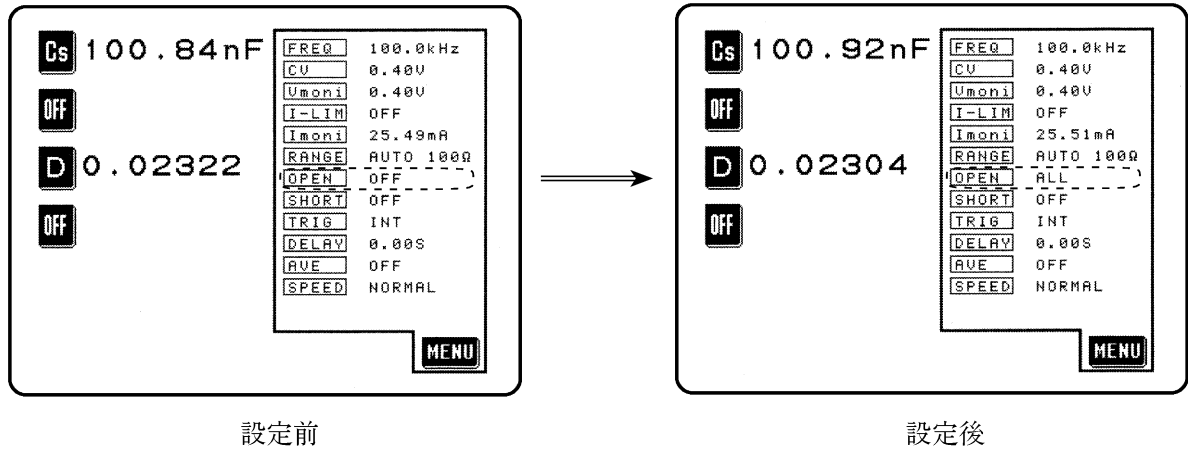 Cs 100.84nF
OFF
D 0.02322
OFF
FREQ 100.0kHz
CV 0.40V
Vmoni 0.40V
I-LIM OFF
Imoni 25.49mA
RANGE AUTO 100Ω
OPEN OFF
SHORT OFF
TRIG INT
DELAY 0.00S
AVE OFF
SPEED NORMAL
MENU
設定前
Cs 100.92nF
OFF
D 0.02304
OFF
FREQ 100.0kHz
CV 0.40V
Vmoni 0.40V
I-LIM OFF
Imoni 25.51mA
RANGE AUTO 100Ω
OPEN ALL
SHORT OFF
TRIG INT
DELAY 0.00S
AVE OFF
SPEED NORMAL
MENU
設定後